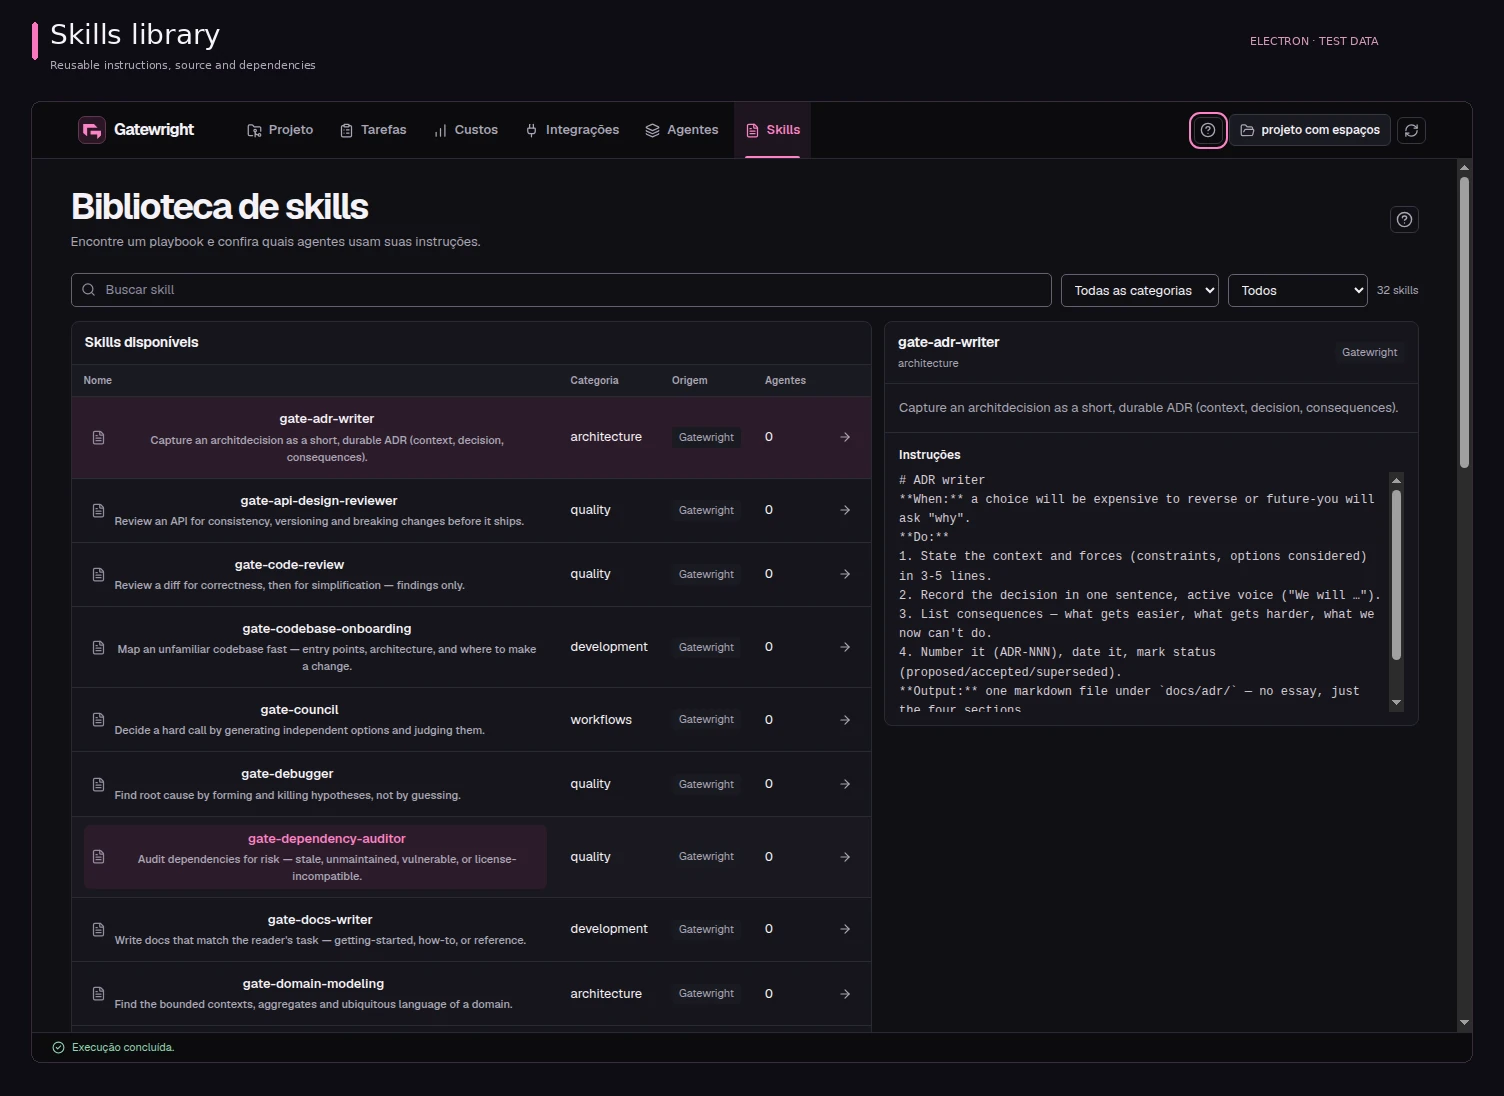 Skills library
Reusable instructions, source and dependencies
ELECTRON · TEST DATA
Gatewright
Projeto
Tarefas
Custos
Integrações
Agentes
Skills
projeto com espaços
Biblioteca de skills
Encontre um playbook e confira quais agentes usam suas instruções.
Buscar skill
Todas as categorias
Todos
32 skills
Skills disponíveis
Nome Categoria Origem Agentes
gate-adr-writer
Capture an architdecision as a short, durable ADR (context, decision,
consequences).
architecture Gatewright 0
gate-api-design-reviewer
Review an API for consistency, versioning and breaking changes before it ships.
quality Gatewright 0
gate-code-review
Review a diff for correctness, then for simplification — findings only.
quality Gatewright 0
gate-codebase-onboarding
Map an unfamiliar codebase fast — entry points, architecture, and where to make
a change.
development Gatewright 0
gate-council
Decide a hard call by generating independent options and judging them.
workflows Gatewright 0
gate-debugger
Find root cause by forming and killing hypotheses, not by guessing.
quality Gatewright 0
gate-dependency-auditor
Audit dependencies for risk — stale, unmaintained, vulnerable, or license-
incompatible.
quality Gatewright 0
gate-docs-writer
Write docs that match the reader's task — getting-started, how-to, or reference.
development Gatewright 0
gate-domain-modeling
Find the bounded contexts, aggregates and ubiquitous language of a domain.
architecture Gatewright 0
gate-adr-writer
architecture
Gatewright
Capture an architdecision as a short, durable ADR (context, decision, consequences).
Instruções
# ADR writer
**When:** a choice will be expensive to reverse or future-you will
ask "why".
**Do:**
1. State the context and forces (constraints, options considered)
in 3-5 lines.
2. Record the decision in one sentence, active voice ("We will …").
3. List consequences — what gets easier, what gets harder, what we
now can't do.
4. Number it (ADR-NNN), date it, mark status
(proposed/accepted/superseded).
**Output:** one markdown file under `docs/adr/` — no essay, just
the four sections
Execução concluída.